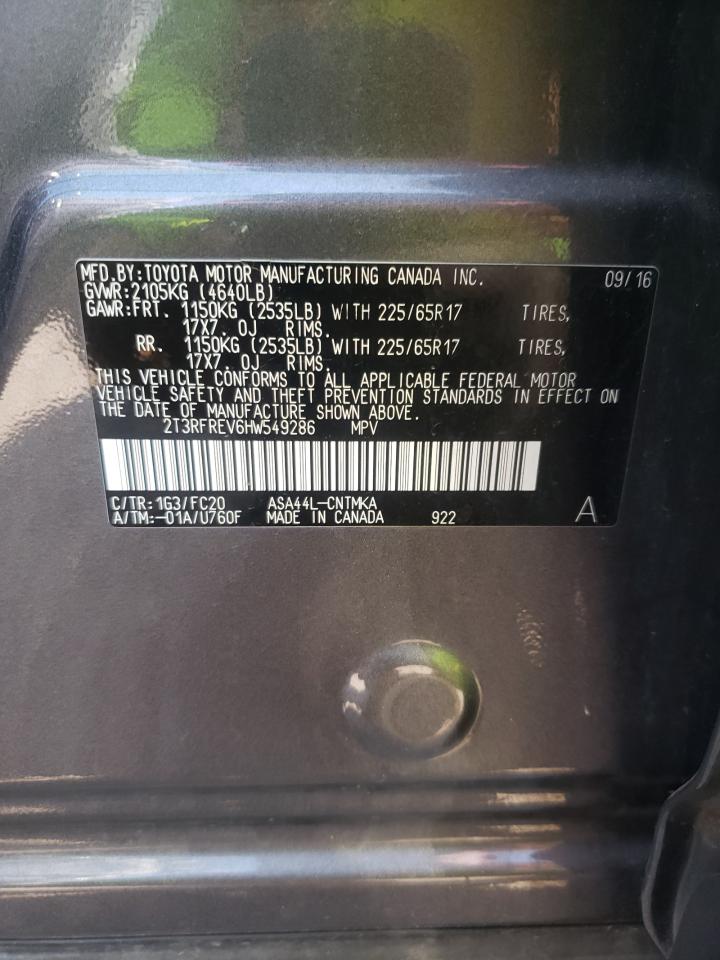 MFD.BY:TOYOTA MOTOR MANUFACTURING CANADA INC. 09/16
GVWR:2105KG (4640LB)
GAWR:FRT. 1150KG (2535LB) WITH 225/65R17 TIRES,
17X7.0J RIMS.
RR. 1150KG (2535LB) WITH 225/65R17 TIRES,
17X7.0J RIMS.
THIS VEHICLE CONFORMS TO ALL APPLICABLE FEDERAL MOTOR
VEHICLE SAFETY AND THEFT PREVENTION STANDARDS IN EFFECT ON
THE DATE OF MANUFACTURE SHOWN ABOVE.
2T3RFREV6HW549286 MPV
C/TR:1G3/FC20 ASA44L-CNTMKA
A/TM:-01A/U760F MADE IN CANADA 922 A